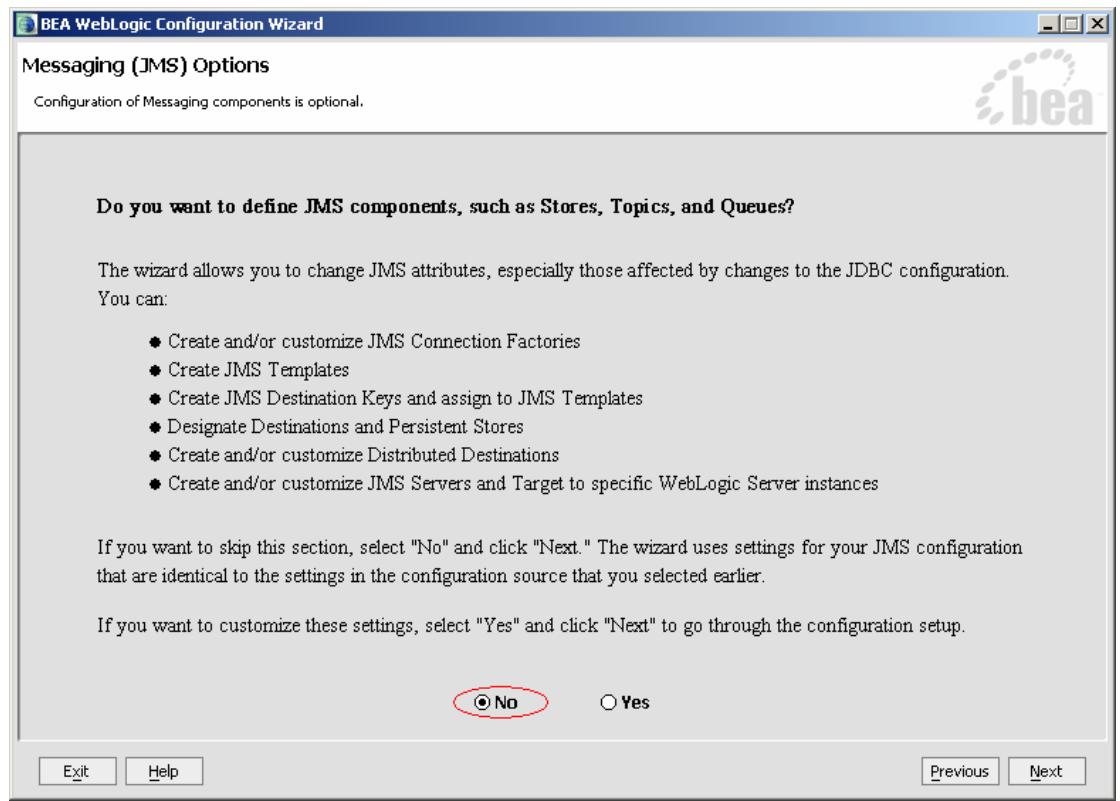 BEA WebLogic Configuration Wizard
Messaging (JMS) Options
Configuration of Messaging components is optional.
bea
Do you want to define JMS components, such as Stores, Topics, and Queues?
The wizard allows you to change JMS attributes, especially those affected by changes to the JDBC configuration.
You can:
● Create and/or customize JMS Connection Factories
● Create JMS Templates
● Create JMS Destination Keys and assign to JMS Templates
● Designate Destinations and Persistent Stores
● Create and/or customize Distributed Destinations
● Create and/or customize JMS Servers and Target to specific WebLogic Server instances
If you want to skip this section, select "No" and click "Next." The wizard uses settings for your JMS configuration
that are identical to the settings in the configuration source that you selected earlier.
If you want to customize these settings, select "Yes" and click "Next" to go through the configuration setup.
No Yes
Exit Help Previous Next